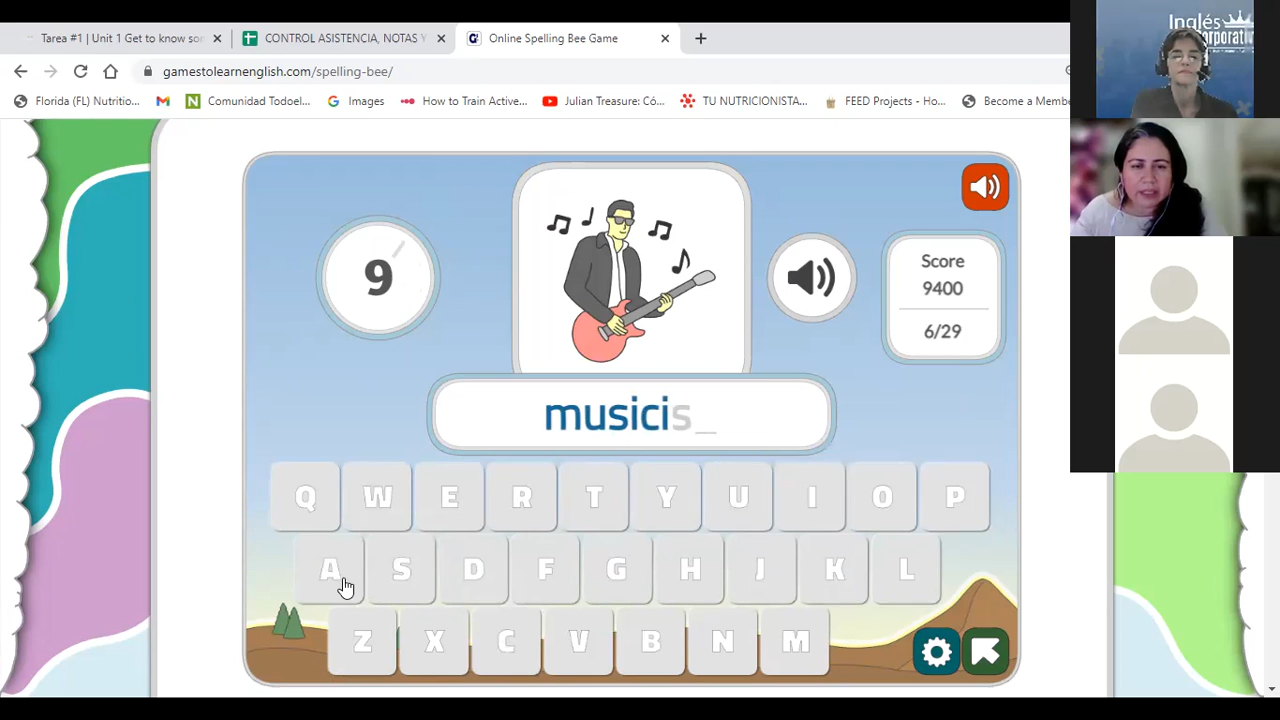 Tarea #1 | Unit 1 Get to know so
CONTROL ASISTENCIA, NOTAS Y
Online Spelling Bee Game
gamestolearnenglish.com/spelling-bee/
Florida (FL) Nutritio...
Comunidad Todoel...
Images
How to Train Active...
Julian Treasure: Có...
TU NUTRICIONISTA...
FEED Projects - Ho...
Become a Membe
Inglés
Corporati
9
Score
9400
6/29
musicis_
Q W E R T Y U I O P
A S D F G H J K L
Z X C V B N M